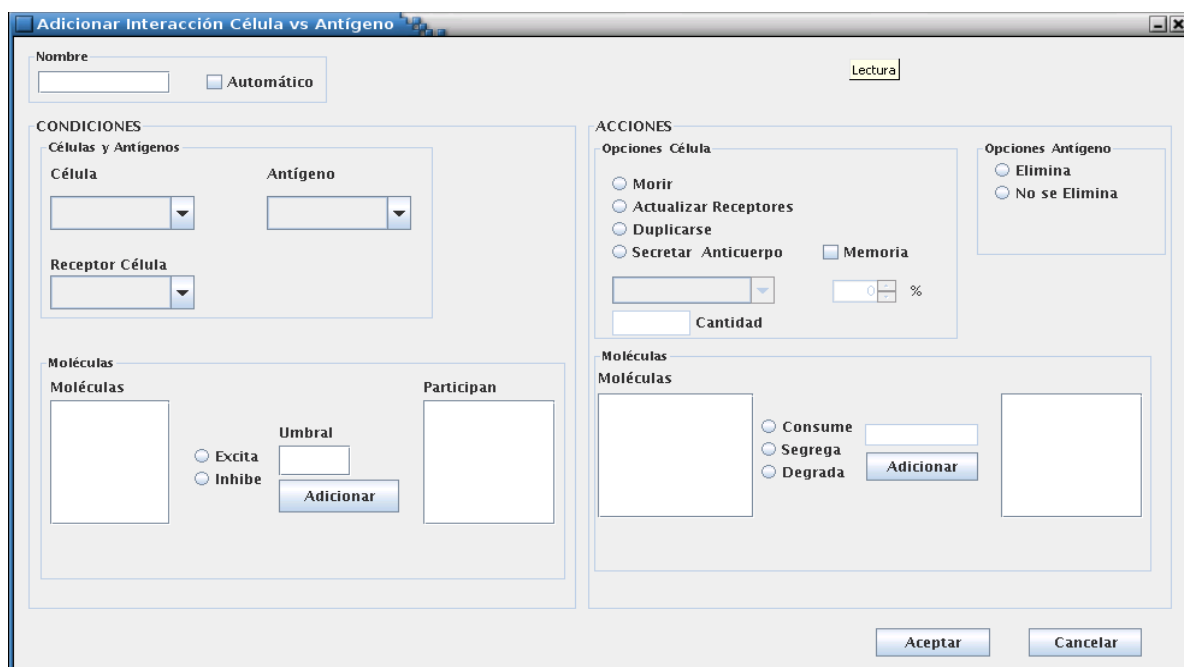 Adicionar Interacción Célula vs Antígeno
Nombre
Automático
Lectura
CONDICIONES
Células y Antígenos
Célula
Antígeno
Receptor Célula
Moléculas
Moléculas
Participan
Umbral
Excita
Inhibe
Adicionar
ACCIONES
Opciones Célula
Morir
Actualizar Receptores
Duplicarse
Secretar Anticuerpo
Memoria
0
%
Cantidad
Opciones Antígeno
Elimina
No se Elimina
Moléculas
Moléculas
Consume
Segrega
Degrada
Adicionar
Aceptar
Cancelar